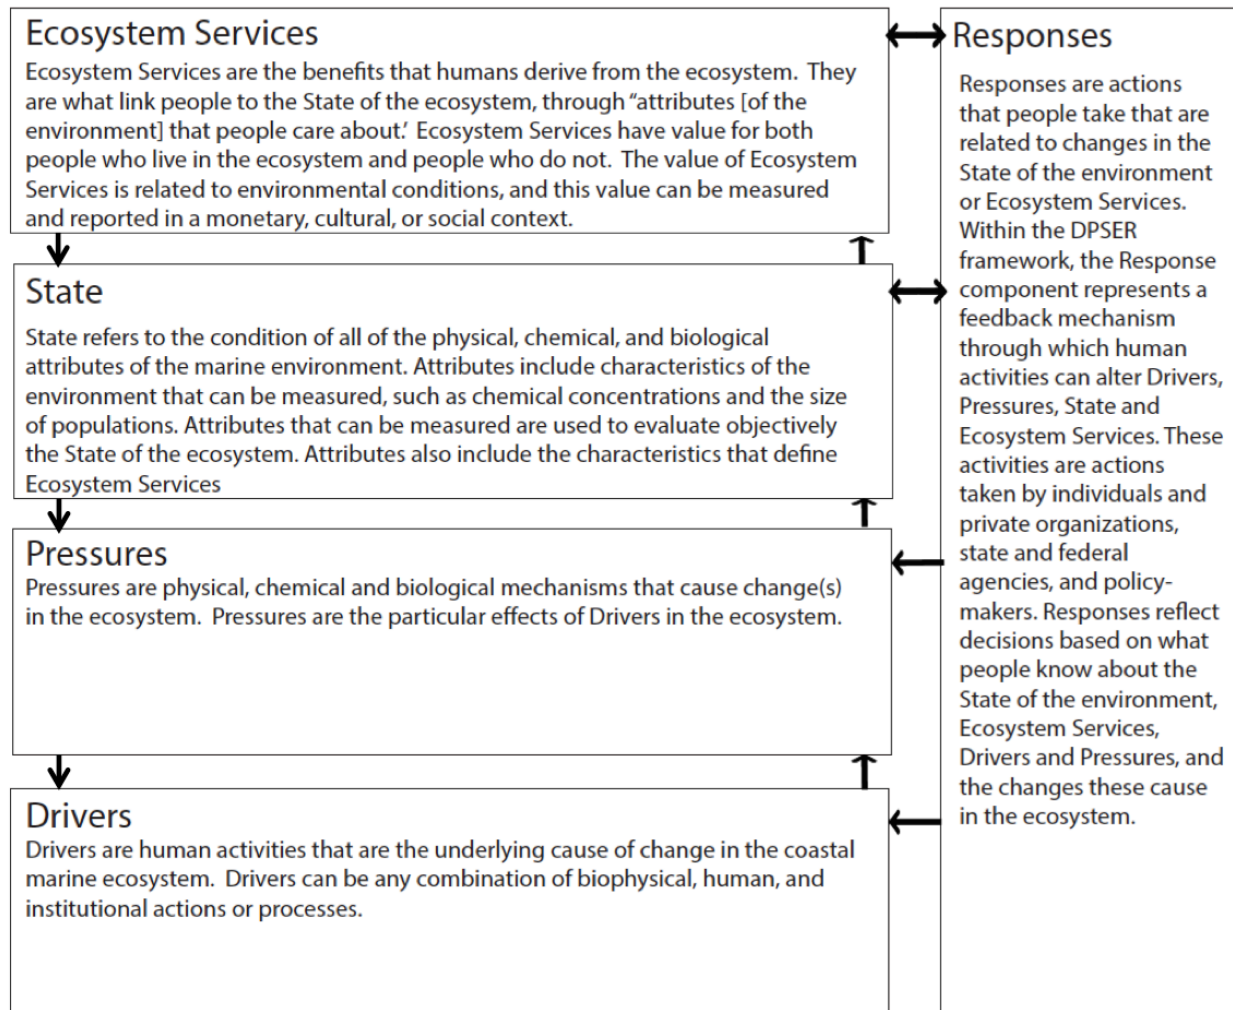 Ecosystem Services
Ecosystem Services are the benefits that humans derive from the ecosystem. They
are what link people to the State of the ecosystem, through “attributes [of the
environment] that people care about.’ Ecosystem Services have value for both
people who live in the ecosystem and people who do not. The value of Ecosystem
Services is related to environmental conditions, and this value can be measured
and reported in a monetary, cultural, or social context.
State
State refers to the condition of all of the physical, chemical, and biological
attributes of the marine environment. Attributes include characteristics of the
environment that can be measured, such as chemical concentrations and the size
of populations. Attributes that can be measured are used to evaluate objectively
the State of the ecosystem. Attributes also include the characteristics that define
Ecosystem Services
Pressures
Pressures are physical, chemical and biological mechanisms that cause change(s)
in the ecosystem. Pressures are the particular effects of Drivers in the ecosystem.
Drivers
Drivers are human activities that are the underlying cause of change in the coastal
marine ecosystem. Drivers can be any combination of biophysical, human, and
institutional actions or processes.
Responses
Responses are actions
that people take that are
related to changes in the
State of the environment
or Ecosystem Services.
Within the DPSER
framework, the Response
component represents a
feedback mechanism
through which human
activities can alter Drivers,
Pressures, State and
Ecosystem Services. These
activities are actions
taken by individuals and
private organizations,
state and federal
agencies, and policy-
makers. Responses reflect
decisions based on what
people know about the
State of the environment,
Ecosystem Services,
Drivers and Pressures, and
the changes these cause
in the ecosystem.